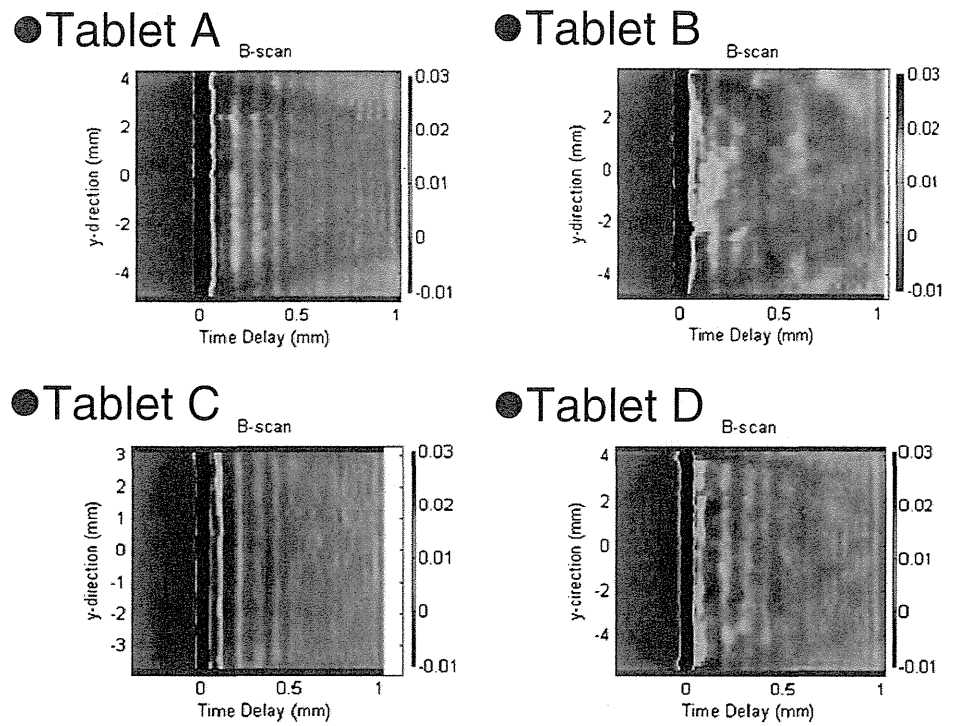 ●Tablet A
B-scan
4
2
0
-2
-4
y-direction (mm)
0 0.5 1
Time Delay (mm)
0.03
0.02
0.01
0
-0.01
●Tablet B
B-scan
2
0
-2
-4
y-direction (mm)
0 0.5 1
Time Delay (mm)
0.03
0.02
0.01
0
-0.01
●Tablet C
B-scan
3
2
1
0
-1
-2
-3
y-direction (mm)
0 0.5 1
Time Delay (mm)
0.03
0.02
0.01
0
-0.01
●Tablet D
B-scan
4
2
0
-2
-4
y-cirection (mm)
0 0.5 1
Time Delay (mm)
0.03
0.02
0.01
0
-0.01